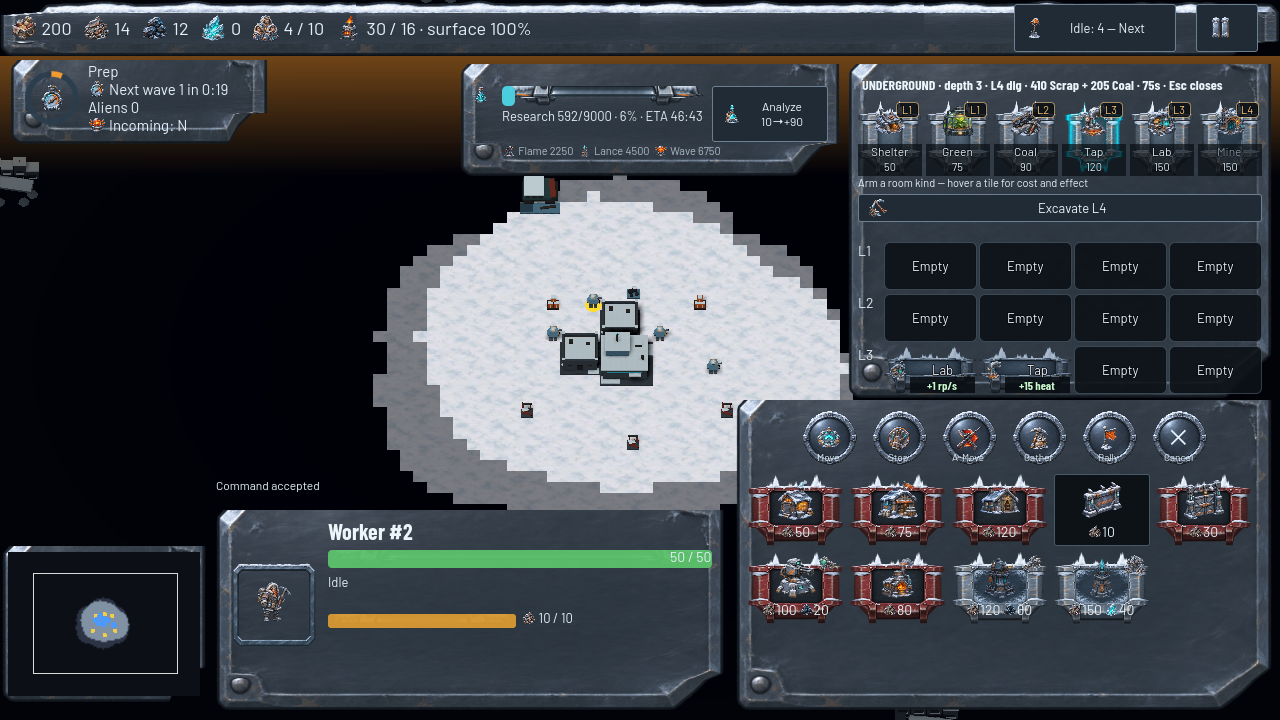 200 14 12 0 4 / 10 30 / 16 · surface 100%
Idle: 4 – Next
Prep
Next wave 1 in 0:19
Aliens 0
Incoming: N
Research 592/9000 · 6% · ETA 46:43
Flame 2250 Lance 4500 Wave 6750
Analyze
10→+90
UNDERGROUND · depth 3 · L4 dig · 410 Scrap + 205 Coal · 75s · Esc closes
L1 L1 L2 L3 L3 L4
Shelter Green Coal Tap Lab Mine
50 75 90 120 150 150
Arm a room kind — hover a tile for cost and effect
Excavate L4
L1 Empty Empty Empty Empty
L2 Empty Empty Empty Empty
L3 Lab Tap Empty Empty
+1 rp/s +15 heat
Move Stop A-Move Gather Rally Cancel
50 75 120 10 30
100 20 80 120 60 150 40
Command accepted
Worker #2
50 / 50
Idle
10 / 10